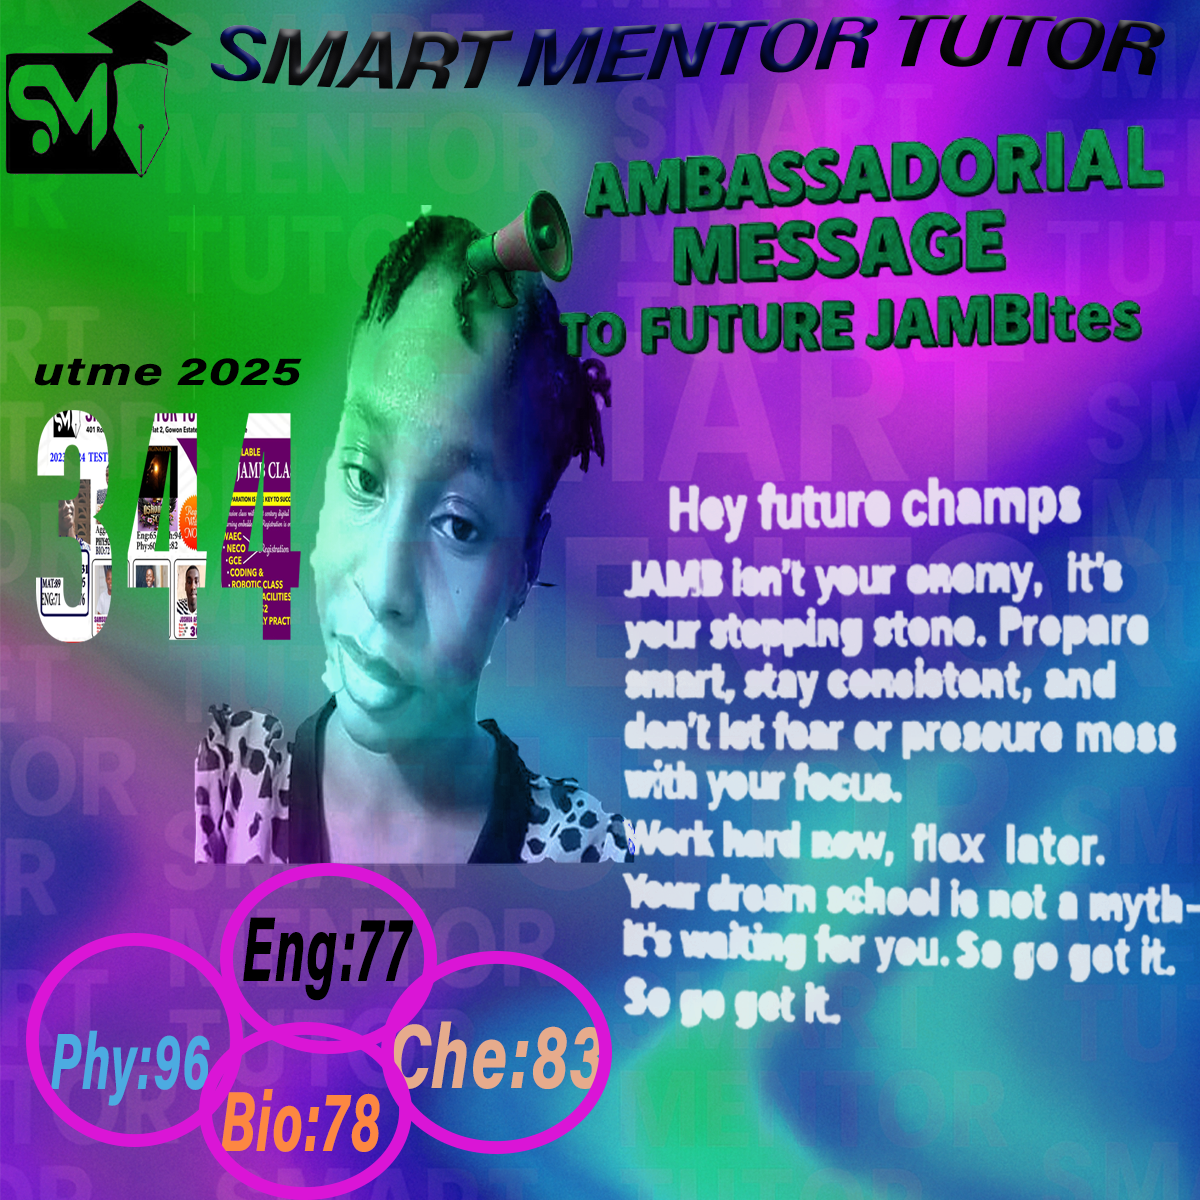 SM
SMART MENTOR TUTOR
AMBASSADORIAL
MESSAGE
TO FUTURE JAMBItes
utme 2025
344
Hey future champs
JAMB isn't your enemy, it's
your stepping stone. Prepare
smart, stay consistent, and
don't let fear or pressure mess
with your focus.
Work hard now, flex later.
Your dream school is not a myth-
it's waiting for you. So go get it.
So go get it.
Eng:77
Phy:96
Che:83
Bio:78